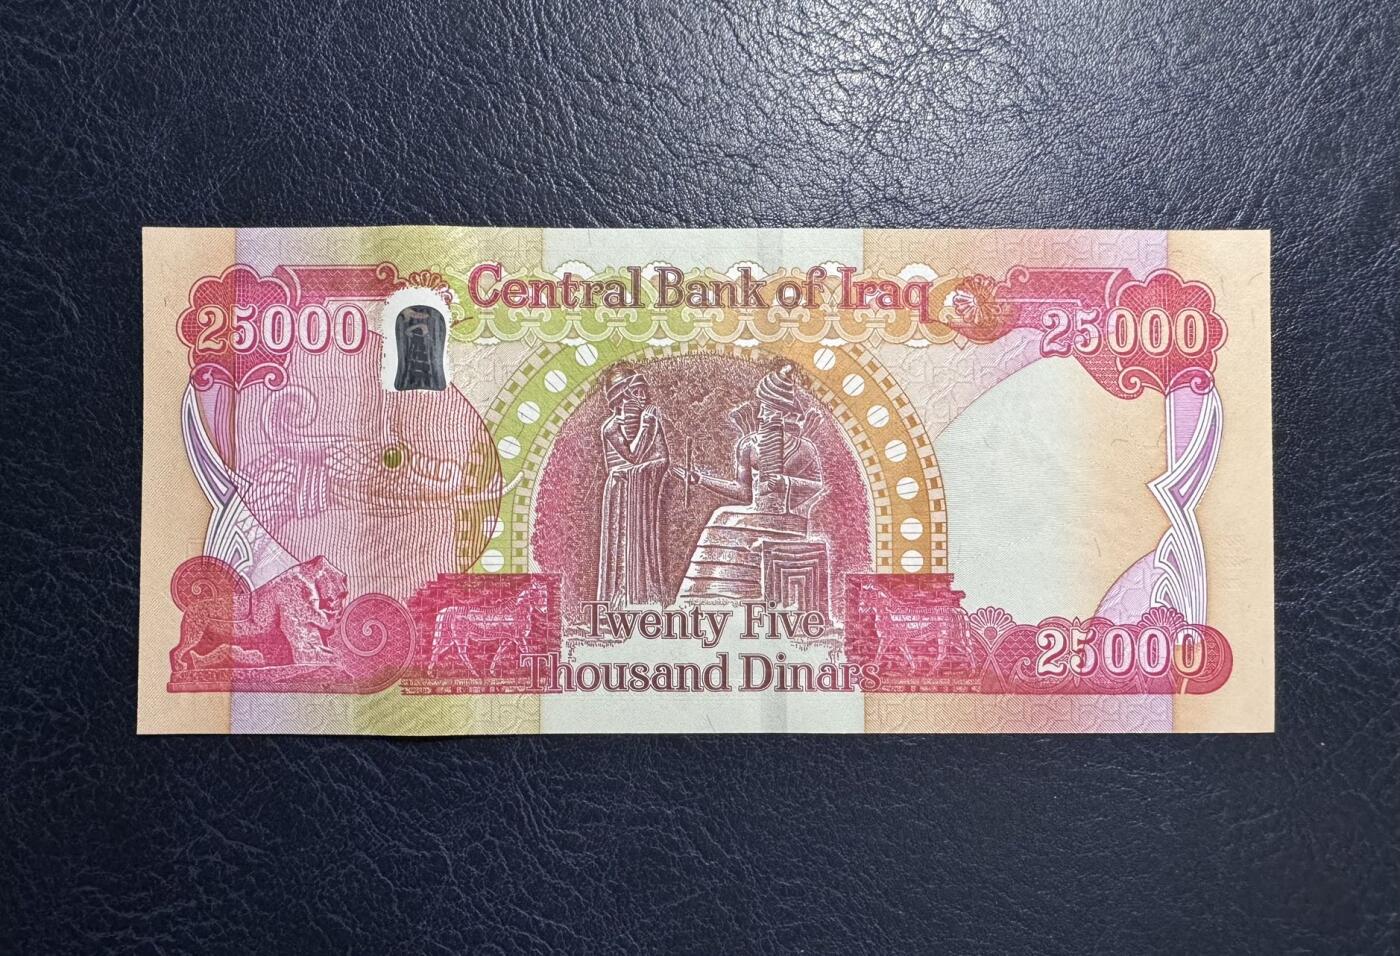 Central Bank of Iraq
25000
25000
Twenty Five
Thousand Dinars
25000